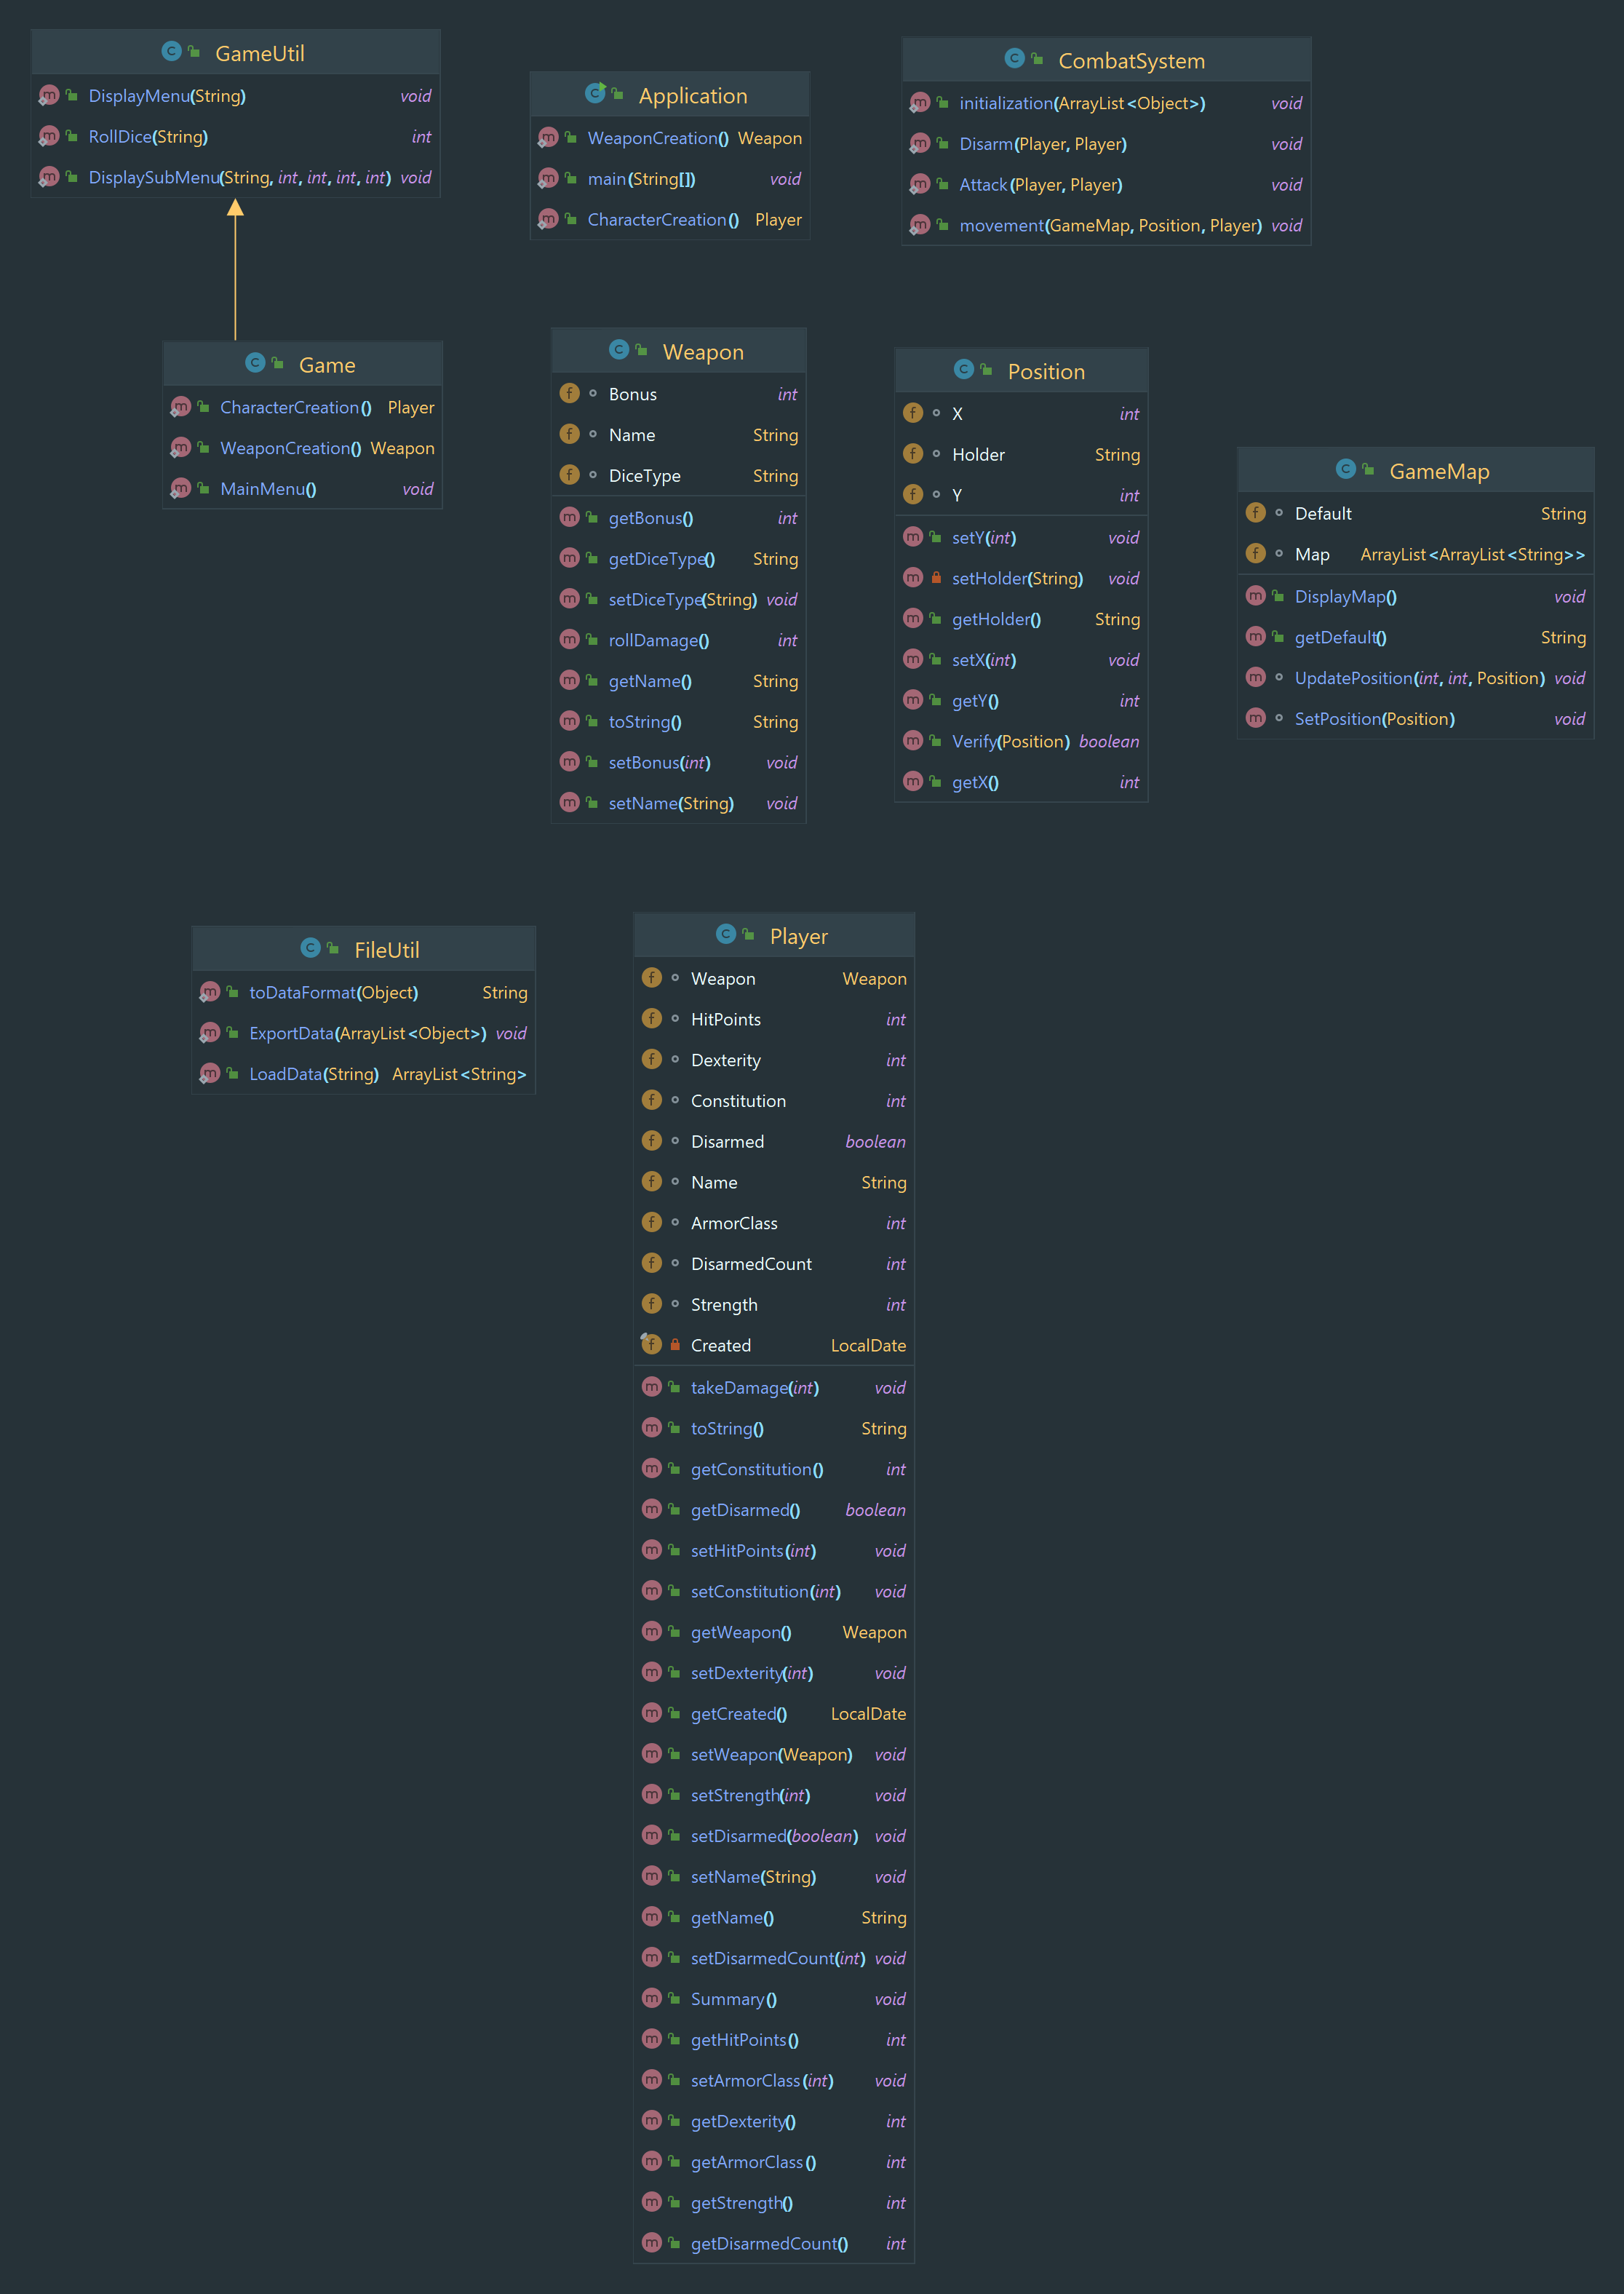 GameUtil
DisplayMenu(String) void
RollDice(String) int
DisplaySubMenu(String, int, int, int, int) void
Application
WeaponCreation() Weapon
main(String[]) void
CharacterCreation() Player
CombatSystem
initialization(ArrayList<Object>) void
Disarm(Player, Player) void
Attack(Player, Player) void
movement(GameMap, Position, Player) void
Game
CharacterCreation() Player
WeaponCreation() Weapon
MainMenu() void
Weapon
Bonus int
Name String
DiceType String
getBonus() int
getDiceType() String
setDiceType(String) void
rollDamage() int
getName() String
toString() String
setBonus(int) void
setName(String) void
Position
X int
Holder String
Y int
setY(int) void
setHolder(String) void
getHolder() String
setX(int) void
getY() int
Verify(Position) boolean
getX() int
GameMap
Default String
Map ArrayList<ArrayList<String>>
DisplayMap() void
getDefault() String
UpdatePosition(int, int, Position) void
SetPosition(Position) void
FileUtil
toDataFormat(Object) String
ExportData(ArrayList<Object>) void
LoadData(String) ArrayList<String>
Player
Weapon Weapon
HitPoints int
Dexterity int
Constitution int
Disarmed boolean
Name String
ArmorClass int
DisarmedCount int
Strength int
Created LocalDate
takeDamage(int) void
toString() String
getConstitution() int
getDisarmed() boolean
setHitPoints(int) void
setConstitution(int) void
getWeapon() Weapon
setDexterity(int) void
getCreated() LocalDate
setWeapon(Weapon) void
setStrength(int) void
setDisarmed(boolean) void
setName(String) void
getName() String
setDisarmedCount(int) void
Summary() void
getHitPoints() int
setArmorClass(int) void
getDexterity() int
getArmorClass() int
getStrength() int
getDisarmedCount() int